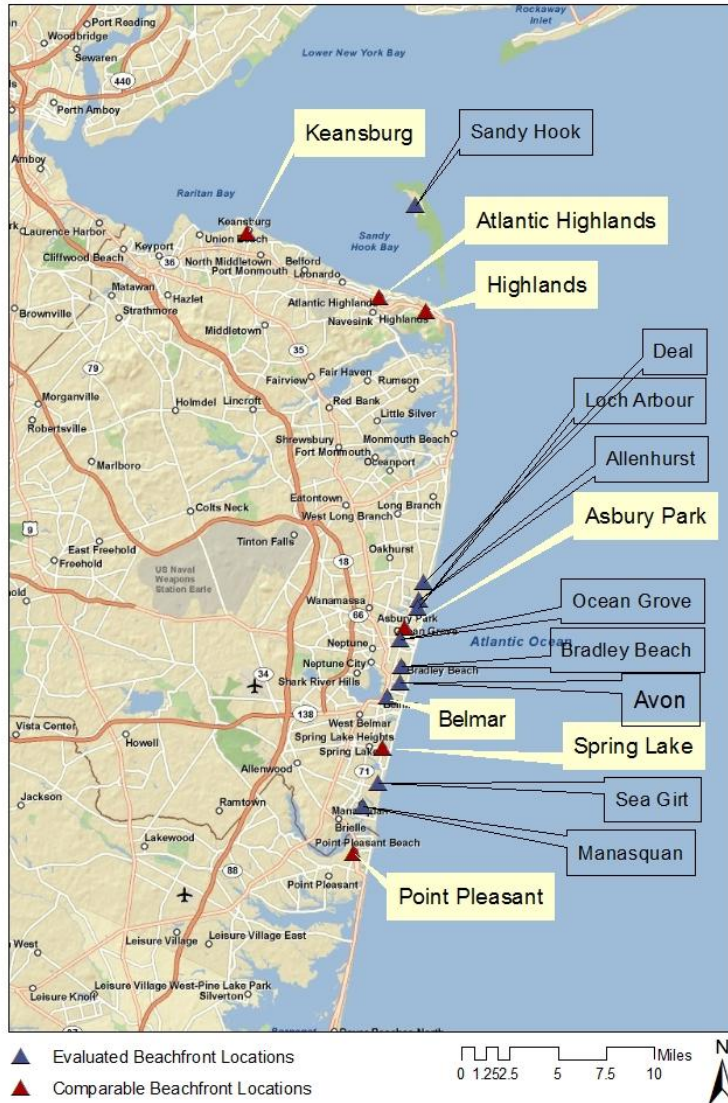 Port Reading
Woodbridge
Sewaren
440
Perth Amboy
Amboy
Rockaway
Inlet
Lower New York Bay
Keansburg
Sandy Hook
Raritan Bay
Keansburg
Union Beach
Laurence Harbor
Keyport
Cliffwood Beach
36
North Middletown
Port Monmouth
Belford
Leonardo
Sandy
Hook Bay
Atlantic Highlands
Highlands
Matawan
Hazlet
Strathmore
Brownville
Middletown
Atlantic Highlands
Navesink
Highlands
35
79
Fair Haven
Fairview
Rumson
Morganville
Holmdel
Lincroft
Red Bank
Little Silver
Robertsville
Shrewsbury
Fort Monmouth
Monmouth Beach
Oceanport
Marlboro
Deal
Loch Arbour
Allenhurst
Asbury Park
Eatontown
Long Branch
West Long Branch
Colts Neck
9
East Freehold
Freehold
Tinton Falls
Oakhurst
18
US Naval
Weapons
Station Earle
Wanamassa
66
Asbury Park
Ocean Grove
Neptune
Atlantic Ocean
Ocean Grove
Bradley Beach
Avon
34
Neptune City
Shark River Hills
Bradley Beach
Belmar
138
West Belmar
Vista Center
Howell
Spring Lake Heights
Spring Lake
Spring Lake
Allenwood
71
Sea Girt
Manasquan
Jackson
Ramtown
Brielle
Lakewood
Point Pleasant Beach
88
Point Pleasant
Point Pleasant
Leisure Village
Leisure Village East
Leisure Village West-Pine Lake Park
Leisure Knoll
Silverton
Evaluated Beachfront Locations
Comparable Beachfront Locations
Miles
0 1.25 2.5 5 7.5 10
N